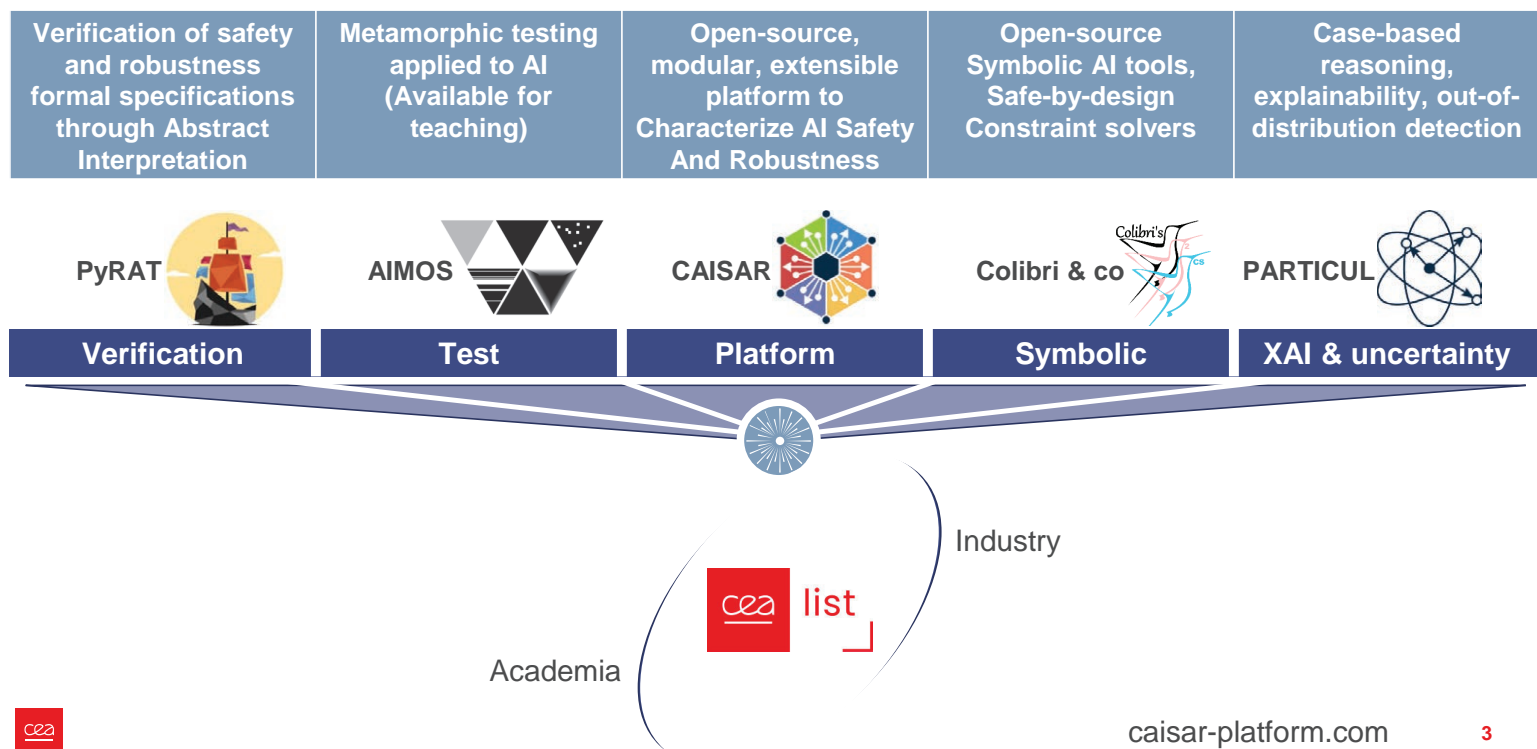 Verification of safety
and robustness
formal specifications
through Abstract
Interpretation
Metamorphic testing
applied to AI
(Available for
teaching)
Open-source,
modular, extensible
platform to
Characterize AI Safety
And Robustness
Open-source
Symbolic AI tools,
Safe-by-design
Constraint solvers
Case-based
reasoning,
explainability, out-of-
distribution detection
PyRAT
AIMOS
CAISAR
Colibri & co
Colibri's
2
CS
PARTICUL
Verification
Test
Platform
Symbolic
XAI & uncertainty
Industry
cea list
Academia
cea
caisar-platform.com
3